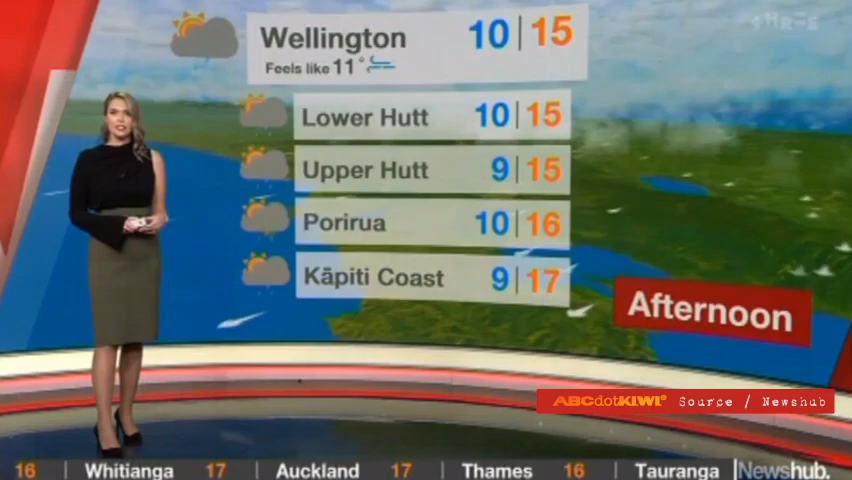 THREE
Wellington 10 | 15
Feels like 11°
Lower Hutt 10 | 15
Upper Hutt 9 | 15
Porirua 10 | 16
Kāpiti Coast 9 | 17
Afternoon
ABCdotKIWI® Source / Newshub
16 | Whitianga 17 | Auckland 17 | Thames 16 | Tauranga | Newshub.